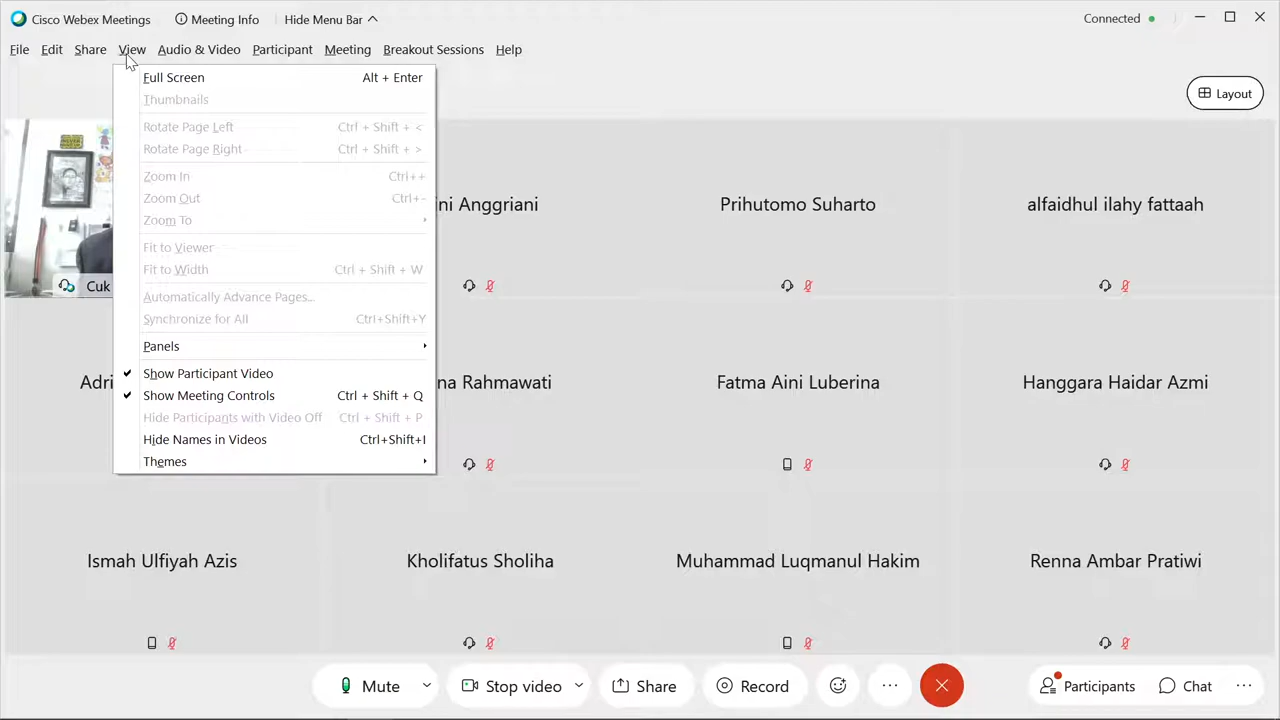 Cisco Webex Meetings Meeting Info Hide Menu Bar Connected
File Edit Share View Audio & Video Participant Meeting Breakout Sessions Help
Layout
Full Screen Alt + Enter
Thumbnails
Rotate Page Left Ctrl + Shift + <
Rotate Page Right Ctrl + Shift + >
Zoom In Ctrl++
Zoom Out Ctrl+-
Zoom To
Fit to Viewer
Fit to Width Ctrl + Shift + W
Automatically Advance Pages...
Synchronize for All Ctrl+Shift+Y
Panels
Show Participant Video
Show Meeting Controls Ctrl + Shift + Q
Hide Participants with Video Off Ctrl + Shift + P
Hide Names in Videos Ctrl+Shift+I
Themes
Cuk
ni Anggriani
Prihutomo Suharto
alfaidhul ilahy fattaah
Adri
na Rahmawati
Fatma Aini Luberina
Hanggara Haidar Azmi
Ismah Ulfiyah Azis
Kholifatus Sholiha
Muhammad Luqmanul Hakim
Renna Ambar Pratiwi
Mute Stop video Share Record Participants Chat